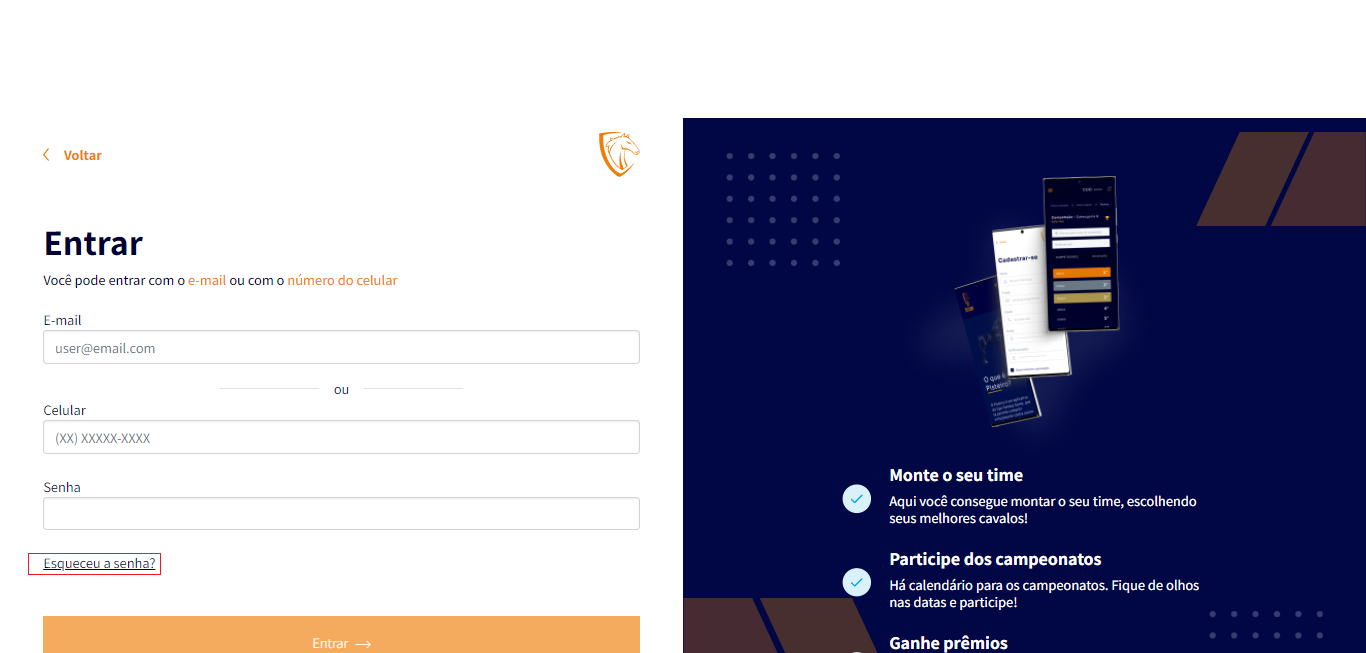 Voltar
Entrar
Você pode entrar com o e-mail ou com o número do celular
E-mail
user@email.com
ou
Celular
(XX) XXXXX-XXXX
Senha
Esqueceu a senha?
Entrar →
Cadastrar-se
O que é
Pisteiro?
Monte o seu time
Aqui você consegue montar o seu time, escolhendo
seus melhores cavalos!
Participe dos campeonatos
Há calendário para os campeonatos. Fique de olhos
nas datas e participe!
Ganhe prêmios